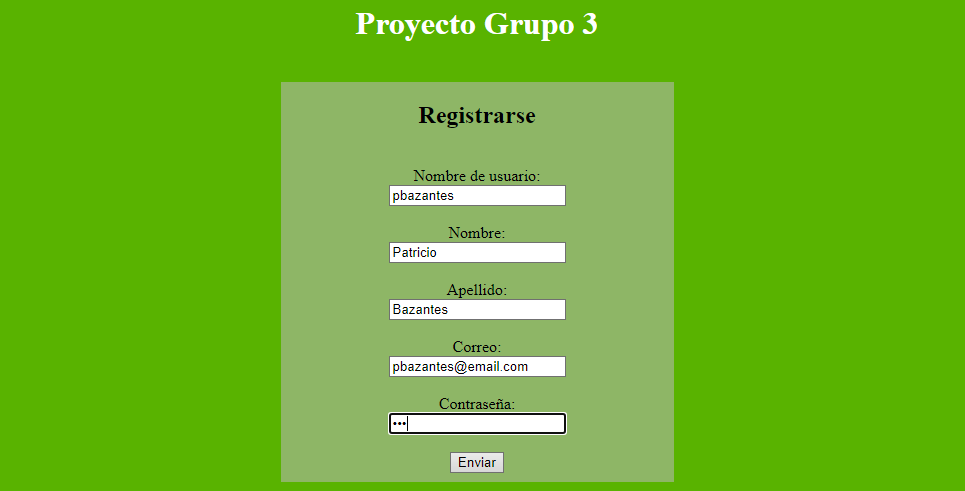 Proyecto Grupo 3
Registrarse
Nombre de usuario:
pbazantes
Nombre:
Patricio
Apellido:
Bazantes
Correo:
pbazantes@email.com
Contraseña:
•••
Enviar